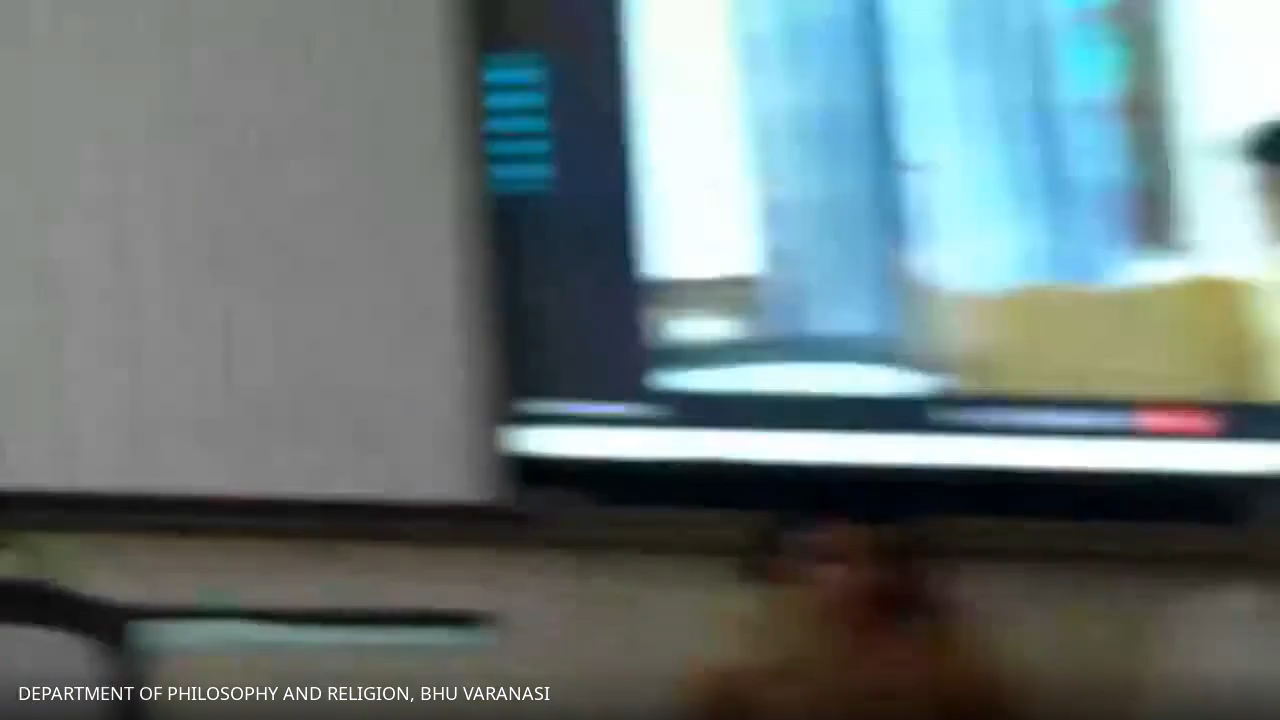 DEPARTMENT OF PHILOSOPHY AND RELIGION, BHU VARANASI